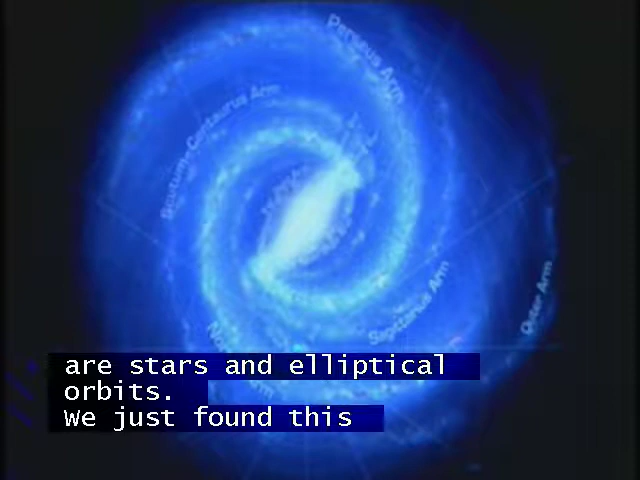 Perseus Arm
Scutum-Centaurus Arm
Sagittarius Arm
Outer Arm
are stars and elliptical
orbits.
We just found this